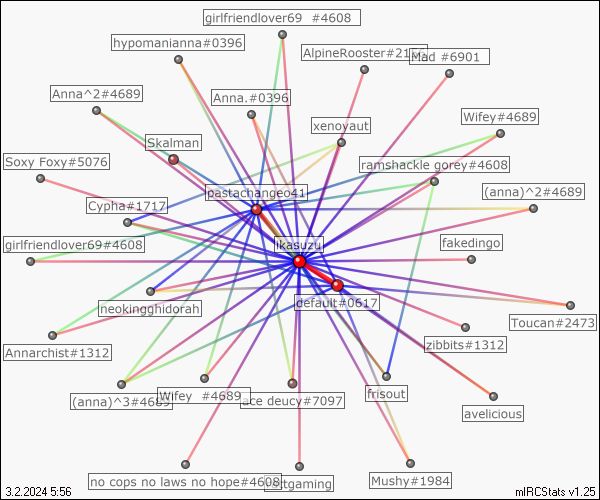 girlfriendlover69 #4608
hypomanianna#0396
AlpineRooster#21
Mad #6901
Anna^2#4689
Anna.#0396
xenoyaut
Wifey#4689
Skalman
Soxy Foxy#5076
ramshackle gorey#4608
pastachangeo41
(anna)^2#4689
Cypha#1717
girlfriendlover69#4608
ikasuzu
fakedingo
neokingghidorah
default#0617
Toucan#2473
Annarchist#1312
zibbits#1312
(anna)^3#4689
Wifey #4689
ace deucy#7097
frisout
avelicious
no cops no laws no hope#4608
gaming
Mushy#1984
3.2.2024 5:56
mIRCStats v1.25